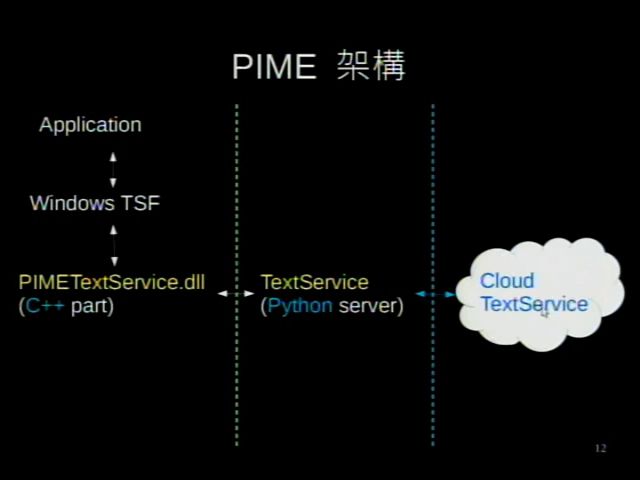 PIME 架構
Application
Windows TSF
PIMETextService.dll
(C++ part)
TextService
(Python server)
Cloud
TextService
12